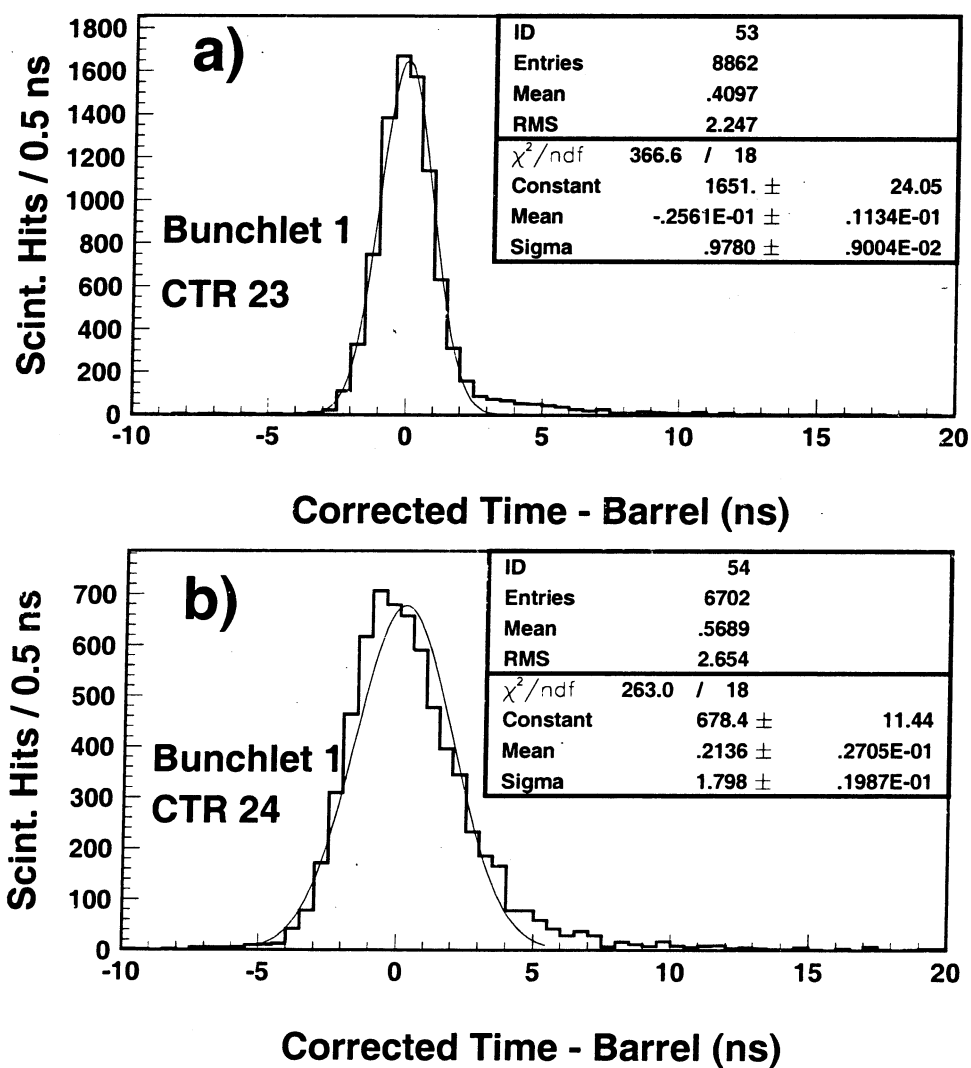 a)
1800
1600
1400
1200
1000
800
600
400
200
0
Scint. Hits / 0.5 ns
Bunchlet 1
CTR 23
ID 53
Entries 8862
Mean .4097
RMS 2.247
χ²/ndf 366.6 / 18
Constant 1651. ± 24.05
Mean -.2561E-01 ± .1134E-01
Sigma .9780 ± .9004E-02
-10 -5 0 5 10 15 20
Corrected Time - Barrel (ns)
b)
700
600
500
400
300
200
100
0
Scint. Hits / 0.5 ns
Bunchlet 1
CTR 24
ID 54
Entries 6702
Mean .5689
RMS 2.654
χ²/ndf 263.0 / 18
Constant 678.4 ± 11.44
Mean .2136 ± .2705E-01
Sigma 1.798 ± .1987E-01
-10 -5 0 5 10 15 20
Corrected Time - Barrel (ns)